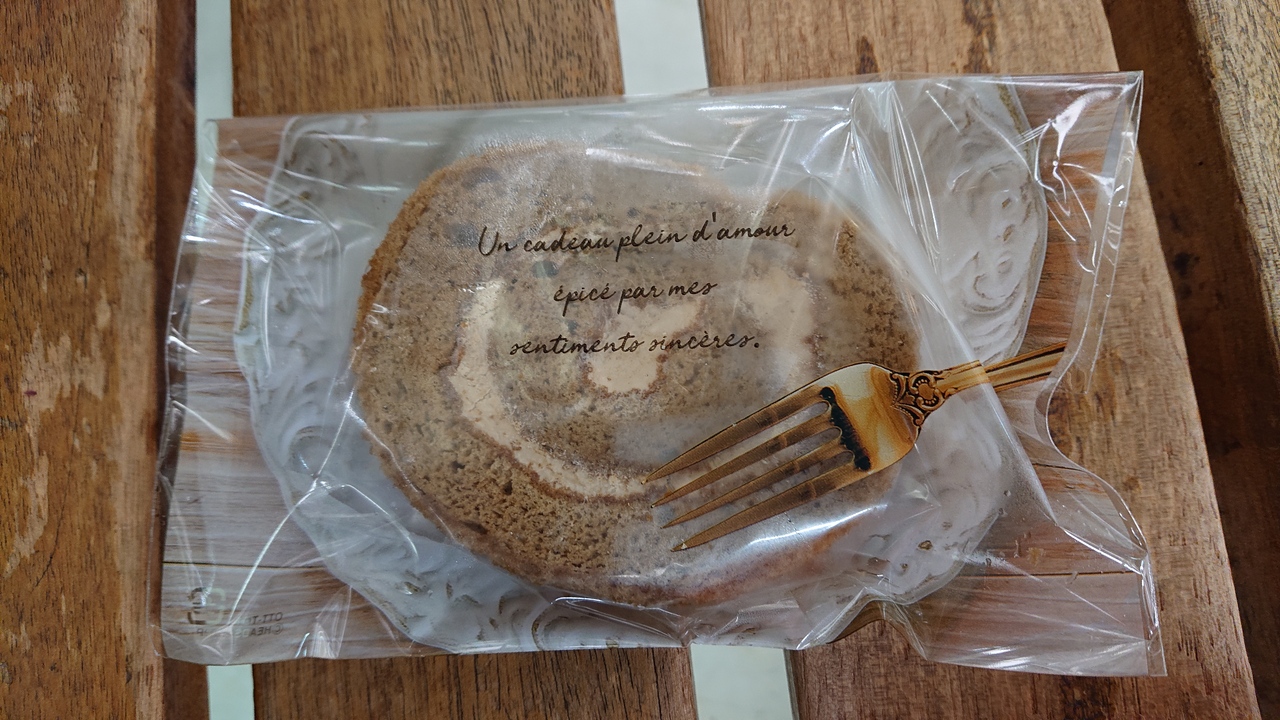 Un cadeau plein d'amour
épicé par mes
sentiments sincères.